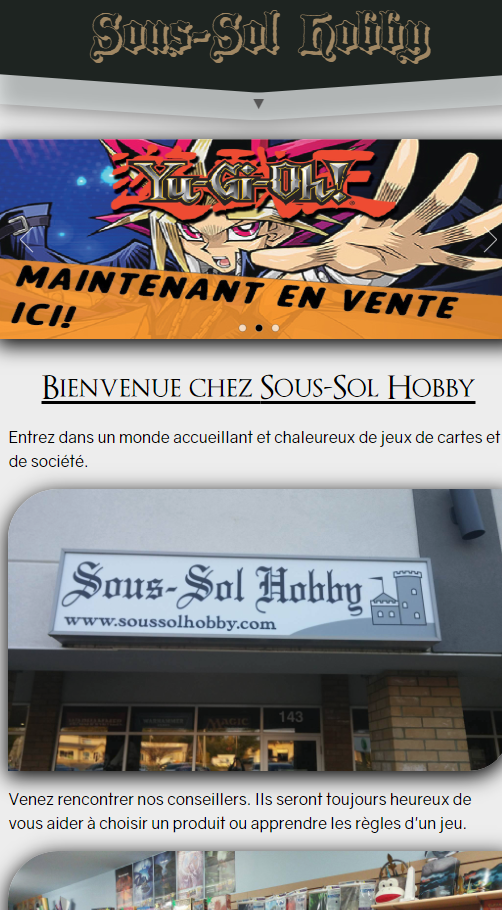 Sous-Sol Hobby
Yu-Gi-Oh!
MAINTENANT EN VENTE
ICI!
Bienvenue chez Sous-Sol Hobby
Entrez dans un monde accueillant et chaleureux de jeux de cartes et
de société.
Sous-Sol Hobby
www.soussolhobby.com
MAGIC
143
Venez rencontrer nos conseillers. Ils seront toujours heureux de
vous aider à choisir un produit ou apprendre les règles d'un jeu.